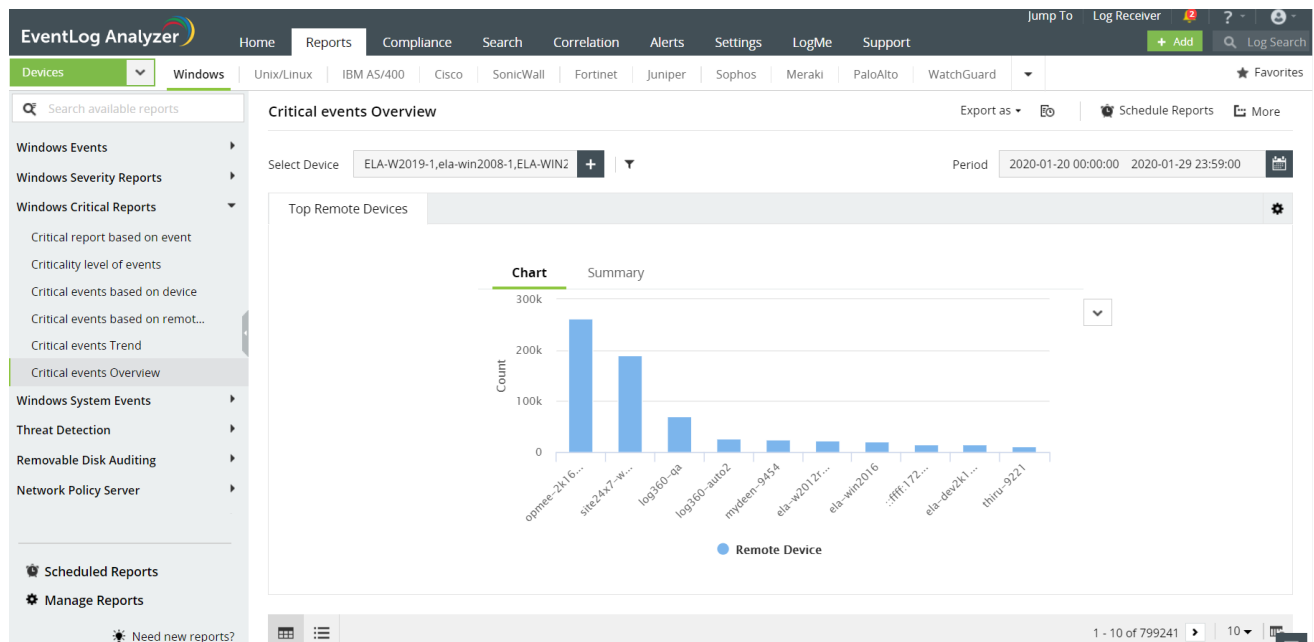 Jump To Log Receiver 2 ?
EventLog Analyzer
Home Reports Compliance Search Correlation Alerts Settings LogMe Support
+ Add Log Search
Devices Windows Unix/Linux IBM AS/400 Cisco SonicWall Fortinet Juniper Sophos Meraki PaloAlto WatchGuard Favorites
Search available reports
Windows Events
Windows Severity Reports
Windows Critical Reports
Critical report based on event
Criticality level of events
Critical events based on device
Critical events based on remot...
Critical events Trend
Critical events Overview
Windows System Events
Threat Detection
Removable Disk Auditing
Network Policy Server
Scheduled Reports
Manage Reports
Need new reports?
Critical events Overview
Export as Schedule Reports More
Select Device ELA-W2019-1,ela-win2008-1,ELA-WIN2 +
Period 2020-01-20 00:00:00 2020-01-29 23:59:00
Top Remote Devices
Chart Summary
300k
200k
100k
0
Count
opmee-2k16...
site24x7-w...
log360-qa
log360-auto2
mydeen-9454
ela-w2012r...
ela-win2016
::ffff:172...
ela-dev2k1...
thiru-9221
Remote Device
1 - 10 of 799241 10